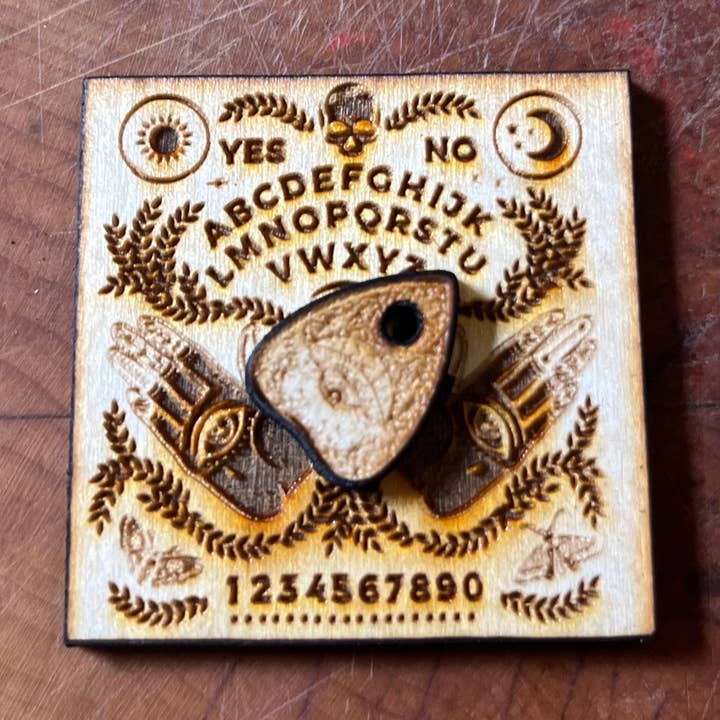 YES NO
ABCDEFGHIJK
LMNOPQRSTU
VWXYZ
1234567890